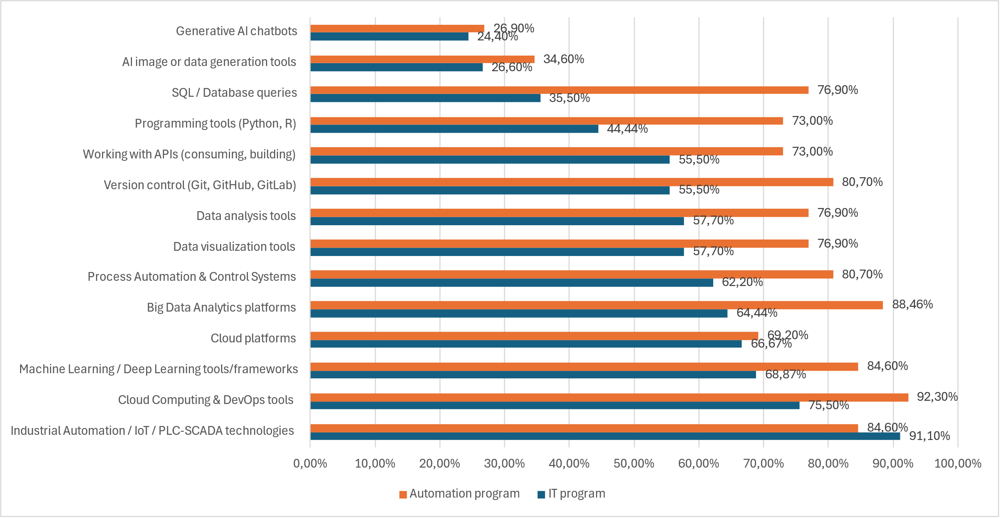 Generative AI chatbots
26,90%
24,40%
AI image or data generation tools
34,60%
26,60%
SQL / Database queries
76,90%
35,50%
Programming tools (Python, R)
73,00%
44,44%
Working with APIs (consuming, building)
73,00%
55,50%
Version control (Git, GitHub, GitLab)
80,70%
55,50%
Data analysis tools
76,90%
57,70%
Data visualization tools
76,90%
57,70%
Process Automation & Control Systems
80,70%
62,20%
Big Data Analytics platforms
88,46%
64,44%
Cloud platforms
69,20%
66,67%
Machine Learning / Deep Learning tools/frameworks
84,60%
68,87%
Cloud Computing & DevOps tools
92,30%
75,50%
Industrial Automation / IoT / PLC-SCADA technologies
84,60%
91,10%
0,00% 10,00% 20,00% 30,00% 40,00% 50,00% 60,00% 70,00% 80,00% 90,00% 100,00%
Automation program IT program